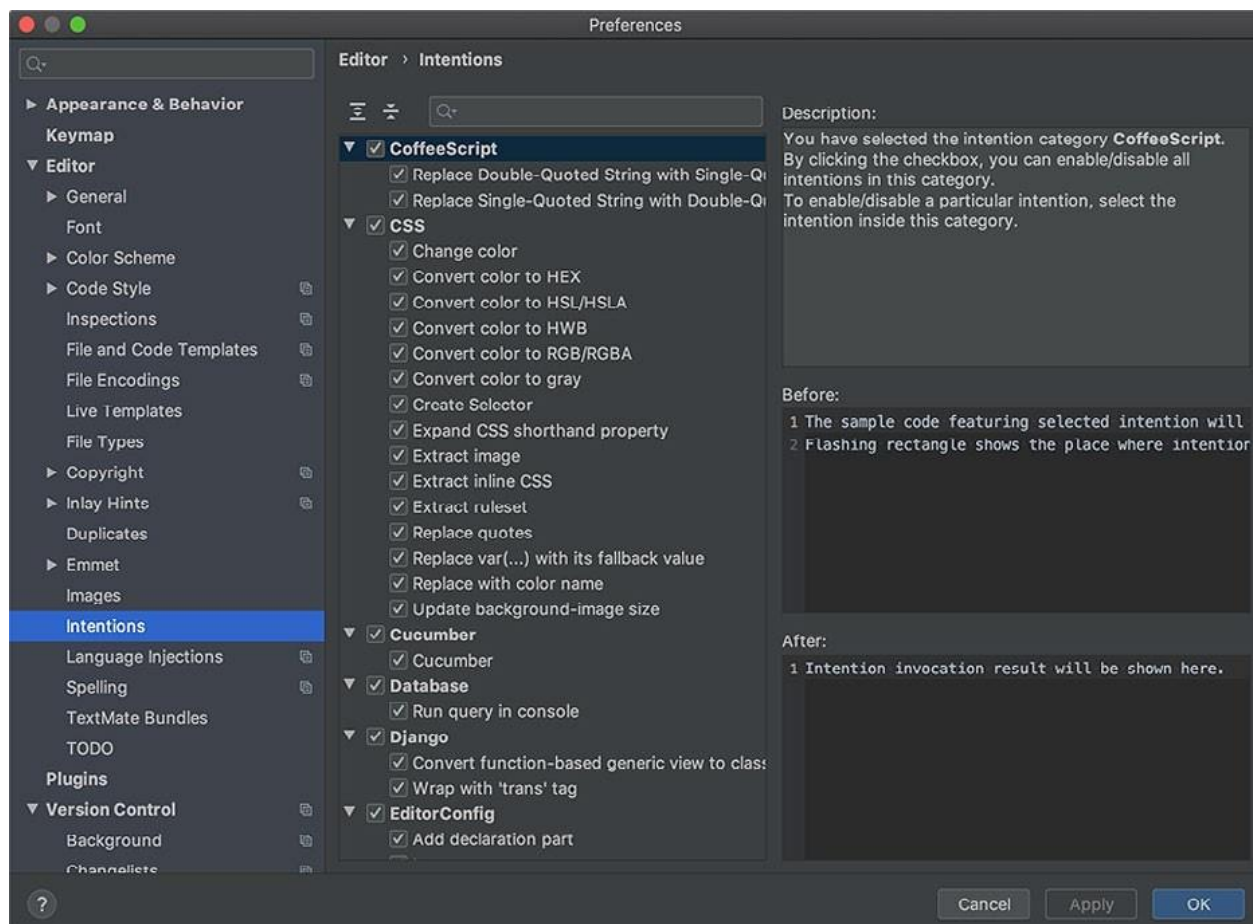 Preferences
Editor › Intentions
Appearance & Behavior
Keymap
Editor
General
Font
Color Scheme
Code Style
Inspections
File and Code Templates
File Encodings
Live Templates
File Types
Copyright
Inlay Hints
Duplicates
Emmet
Images
Intentions
Language Injections
Spelling
TextMate Bundles
TODO
Plugins
Version Control
Background
Changelists
CoffeeScript
Replace Double-Quoted String with Single-Q
Replace Single-Quoted String with Double-Q
CSS
Change color
Convert color to HEX
Convert color to HSL/HSLA
Convert color to HWB
Convert color to RGB/RGBA
Convert color to gray
Create Selector
Expand CSS shorthand property
Extract image
Extract inline CSS
Extract ruleset
Replace quotes
Replace var(...) with its fallback value
Replace with color name
Update background-image size
Cucumber
Cucumber
Database
Run query in console
Django
Convert function-based generic view to clas
Wrap with 'trans' tag
EditorConfig
Add declaration part
Description:
You have selected the intention category CoffeeScript.
By clicking the checkbox, you can enable/disable all
intentions in this category.
To enable/disable a particular intention, select the
intention inside this category.
Before:
1 The sample code featuring selected intention will
2 Flashing rectangle shows the place where intention
After:
1 Intention invocation result will be shown here.
?
Cancel
Apply
OK